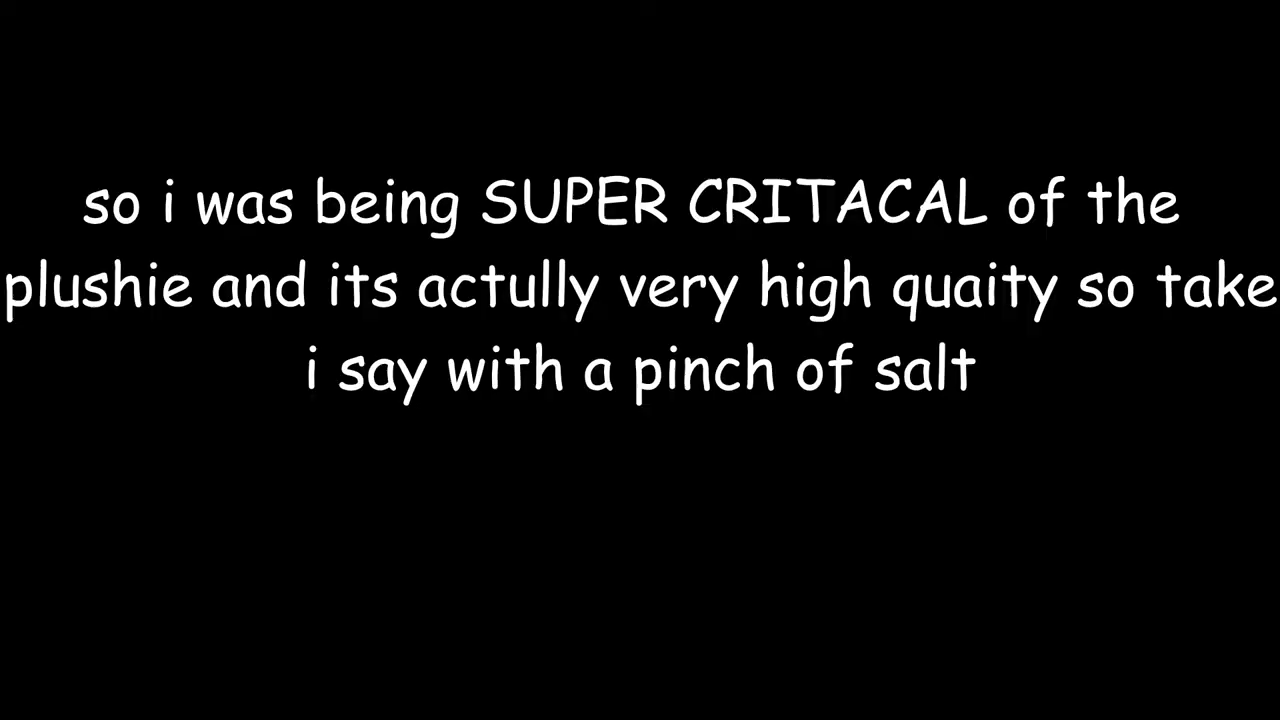 so i was being SUPER CRITACAL of the
plushie and its actully very high quaity so take
i say with a pinch of salt